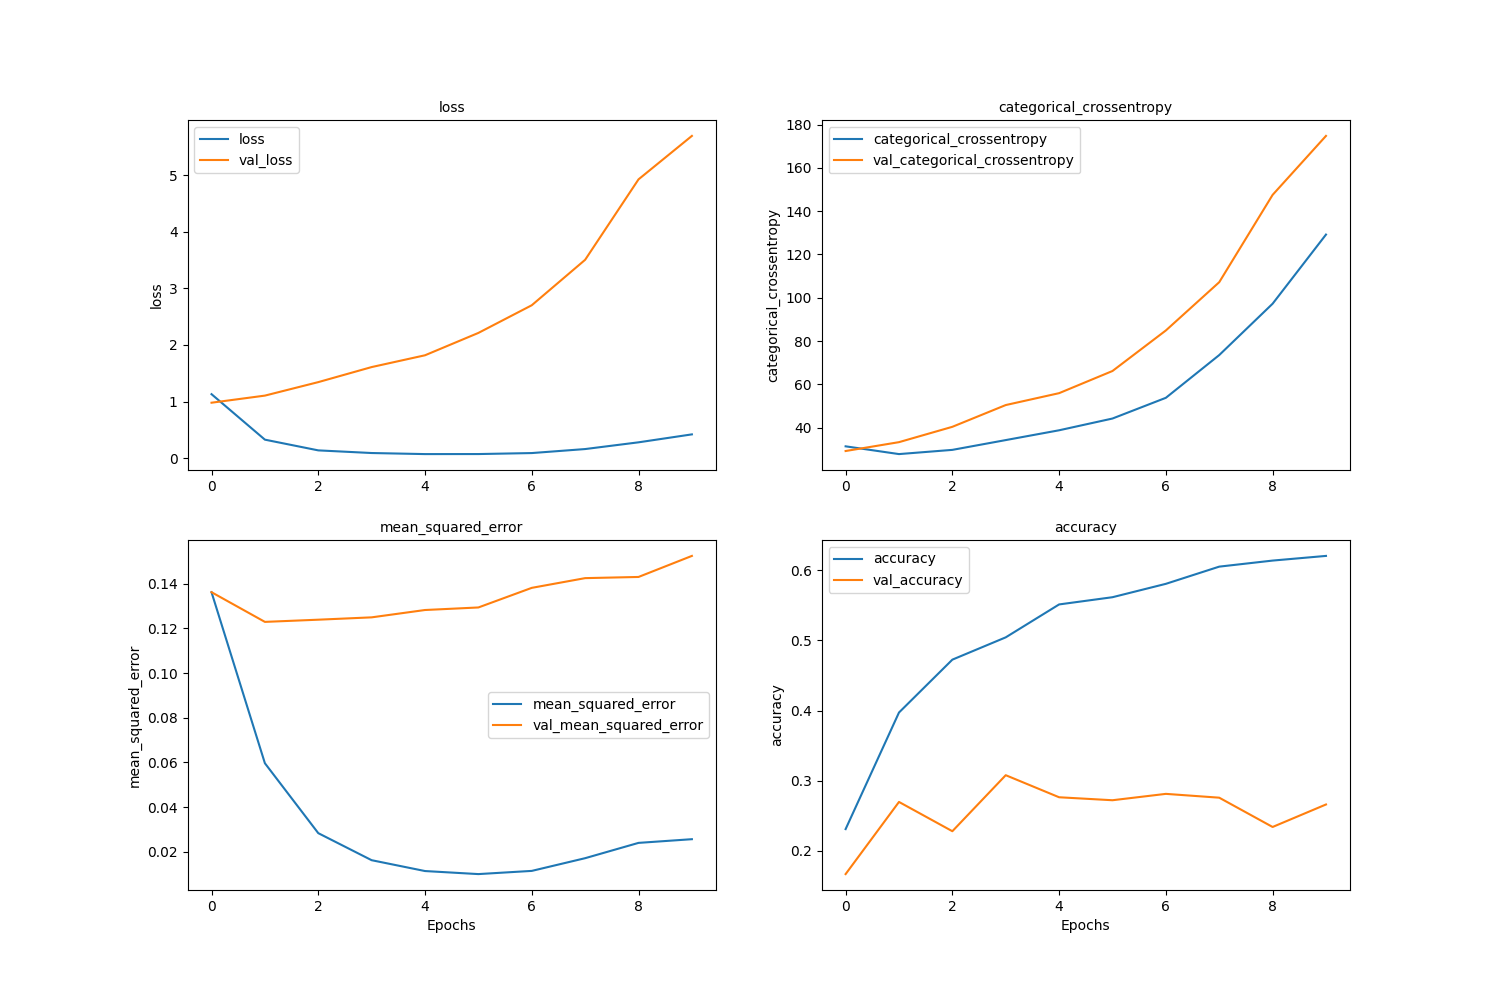 loss
loss
val_loss
5
4
3
2
1
0
loss
0 2 4 6 8
categorical_crossentropy
categorical_crossentropy
val_categorical_crossentropy
180
160
140
120
100
80
60
40
categorical_crossentropy
0 2 4 6 8
mean_squared_error
mean_squared_error
val_mean_squared_error
0.14
0.12
0.10
0.08
0.06
0.04
0.02
mean_squared_error
0 2 4 6 8
Epochs
accuracy
accuracy
val_accuracy
0.6
0.5
0.4
0.3
0.2
accuracy
0 2 4 6 8
Epochs